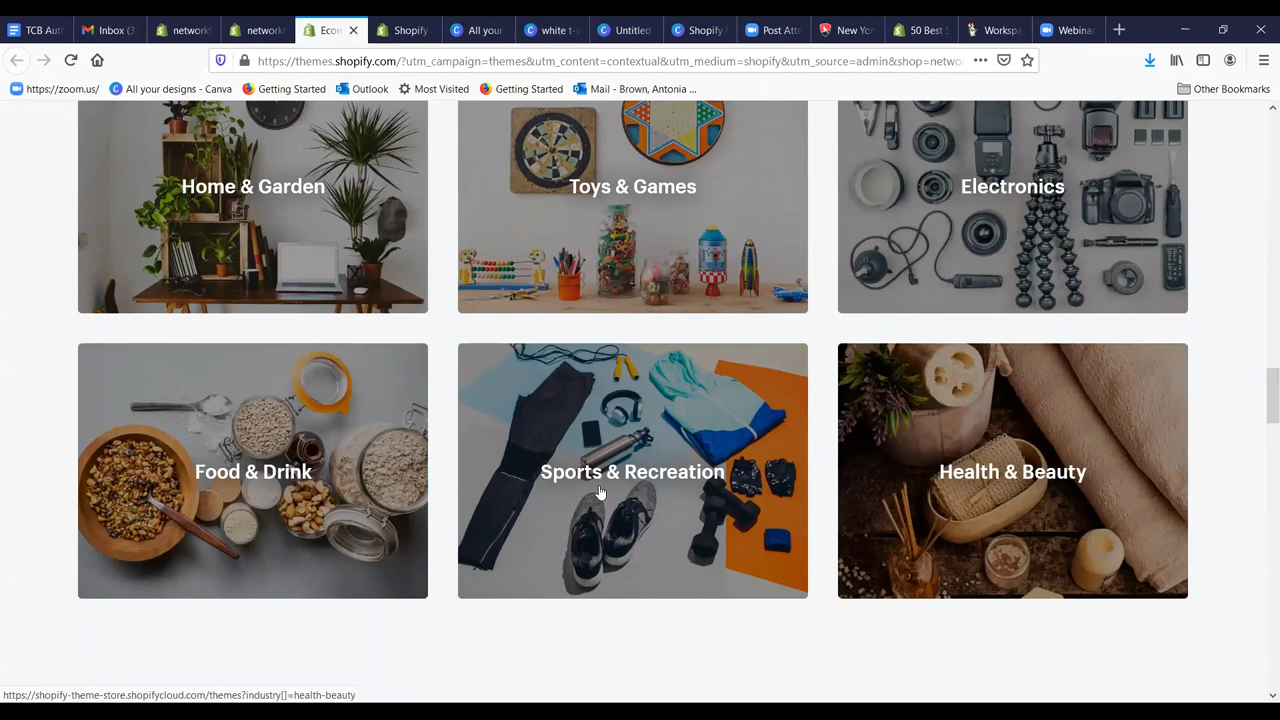 TCB Auth
Inbox (3
network
network
Econ
Shopify
All your
white t-s
Untitled
Shopify
Post Atte
New Yor
50 Best S
Workspa
Webinar
https://themes.shopify.com/?utm_campaign=themes&utm_content=contextual&utm_medium=shopify&utm_source=admin&shop=netwo
https://zoom.us/
All your designs - Canva
Getting Started
Outlook
Most Visited
Getting Started
Mail - Brown, Antonia ...
Other Bookmarks
Home & Garden
Toys & Games
Electronics
Food & Drink
Sports & Recreation
Health & Beauty
https://shopify-theme-store.shopifycloud.com/themes?industry[]=health-beauty